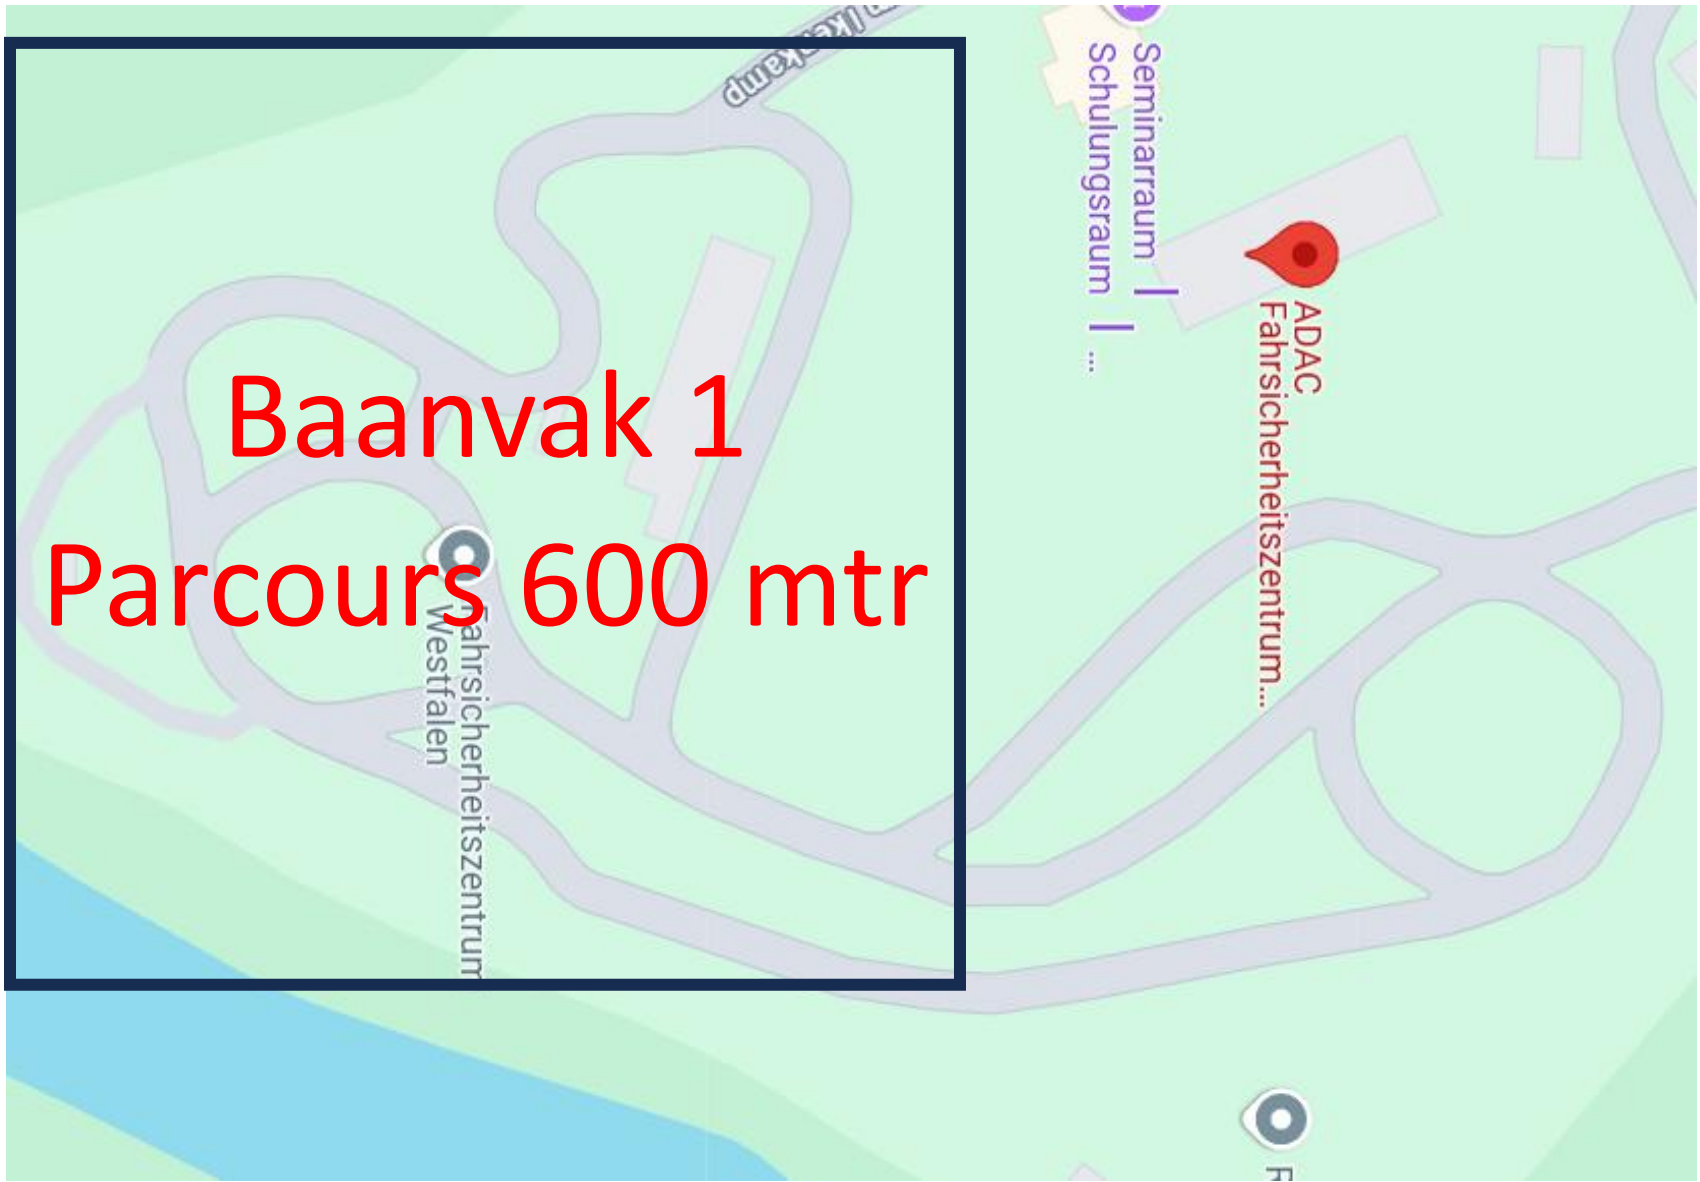 Seminarraum |
Schulungsraum | ...
ADAC
Fahrsicherheitszentrum...
Baanvak 1
Parcours 600 mtr
Fahrsicherheitszentrum
Westfalen
R